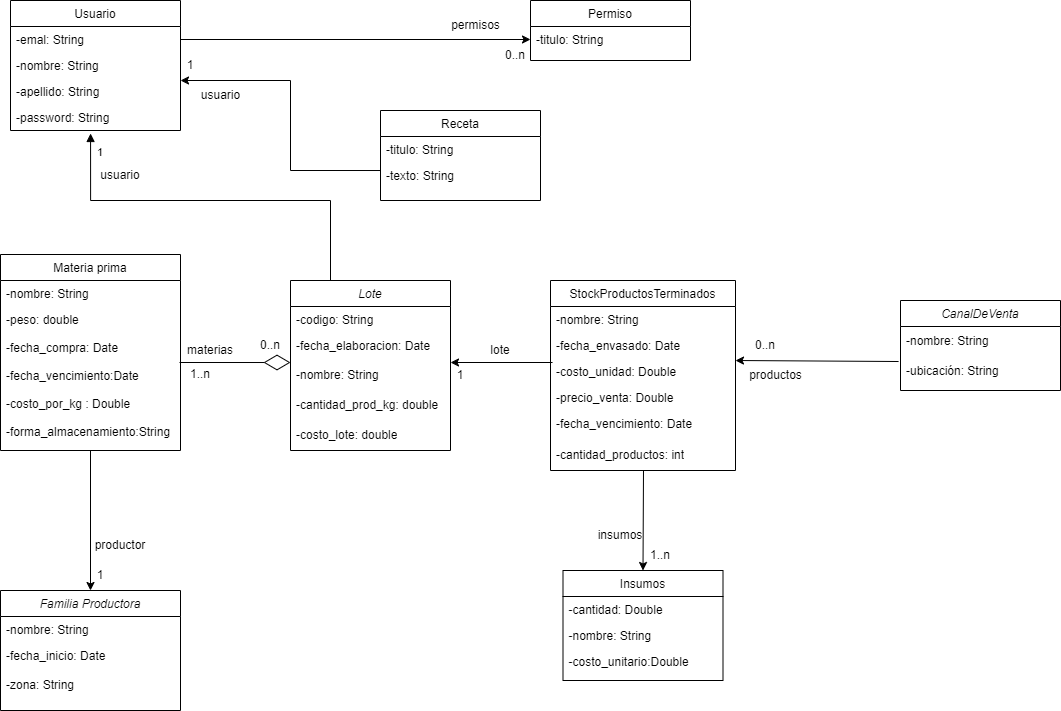 Usuario
-emal: String
-nombre: String
-apellido: String
-password: String
permisos
0..n
Permiso
-titulo: String
1
usuario
Receta
-titulo: String
-texto: String
1
usuario
Materia prima
-nombre: String
-peso: double
-fecha_compra: Date
-fecha_vencimiento:Date
-costo_por_kg : Double
-forma_almacenamiento:String
materias
1..n
0..n
Lote
-codigo: String
-fecha_elaboracion: Date
-nombre: String
-cantidad_prod_kg: double
-costo_lote: double
lote
1
StockProductosTerminados
-nombre: String
-fecha_envasado: Date
-costo_unidad: Double
-precio_venta: Double
-fecha_vencimiento: Date
-cantidad_productos: int
0..n
productos
CanalDeVenta
-nombre: String
-ubicación: String
productor
1
Familia Productora
-nombre: String
-fecha_inicio: Date
-zona: String
insumos
1..n
Insumos
-cantidad: Double
-nombre: String
-costo_unitario:Double